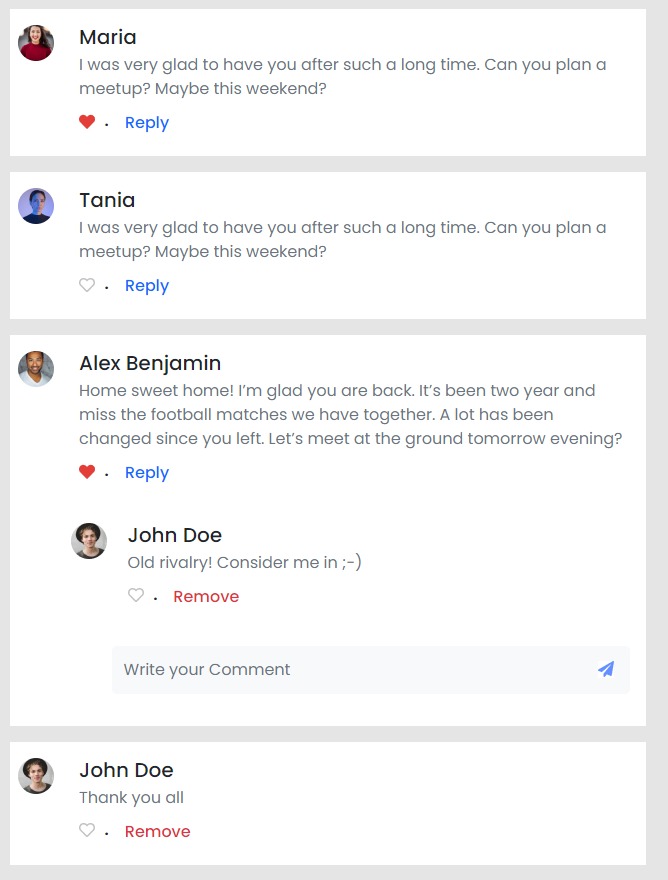 Maria
I was very glad to have you after such a long time. Can you plan a
meetup? Maybe this weekend?
. Reply
Tania
I was very glad to have you after such a long time. Can you plan a
meetup? Maybe this weekend?
. Reply
Alex Benjamin
Home sweet home! I’m glad you are back. It’s been two year and
miss the football matches we have together. A lot has been
changed since you left. Let’s meet at the ground tomorrow evening?
. Reply
John Doe
Old rivalry! Consider me in ;-)
. Remove
Write your Comment
John Doe
Thank you all
. Remove